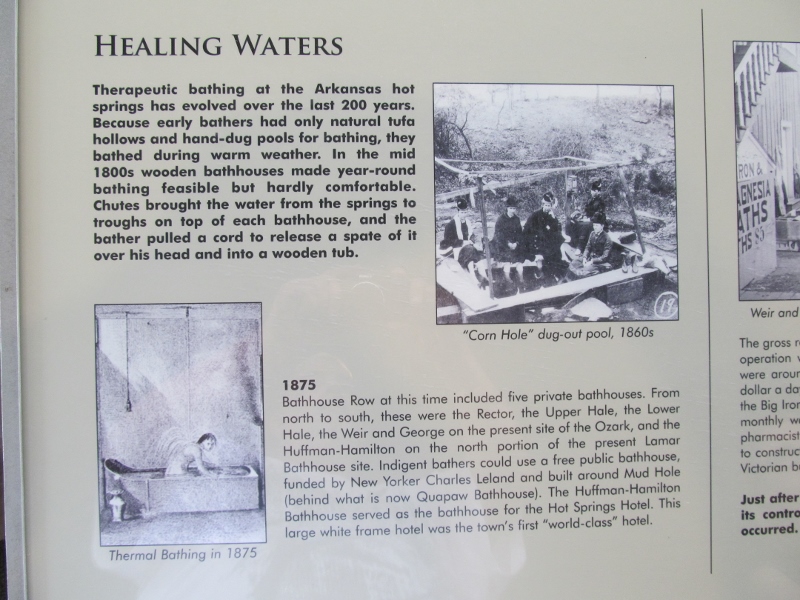 HEALING WATERS
Therapeutic bathing at the Arkansas hot
springs has evolved over the last 200 years.
Because early bathers had only natural tufa
hollows and hand-dug pools for bathing, they
bathed during warm weather. In the mid
1800s wooden bathhouses made year-round
bathing feasible but hardly comfortable.
Chutes brought the water from the springs to
troughs on top of each bathhouse, and the
bather pulled a cord to release a spate of it
over his head and into a wooden tub.
"Corn Hole" dug-out pool, 1860s
Thermal Bathing in 1875
1875
Bathhouse Row at this time included five private bathhouses. From
north to south, these were the Rector, the Upper Hale, the Lower
Hale, the Weir and George on the present site of the Ozark, and the
Huffman-Hamilton on the north portion of the present Lamar
Bathhouse site. Indigent bathers could use a free public bathhouse,
funded by New Yorker Charles Leland and built around Mud Hole
(behind what is now Quapaw Bathhouse). The Huffman-Hamilton
Bathhouse served as the bathhouse for the Hot Springs Hotel. This
large white frame hotel was the town's first "world-class" hotel.
RON &
AGNESIA
ATHS
Weir and
The gross
operation
were
dollar a
the Big Iron
monthly
pharmacist
to
Victorian
Just after
its
occurred.